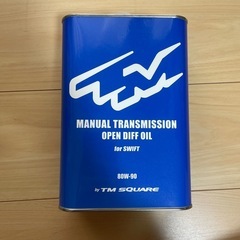 MANUAL TRANSMISSION
OPEN DIFF OIL
for SWIFT
80W-90
by TM SQUARE